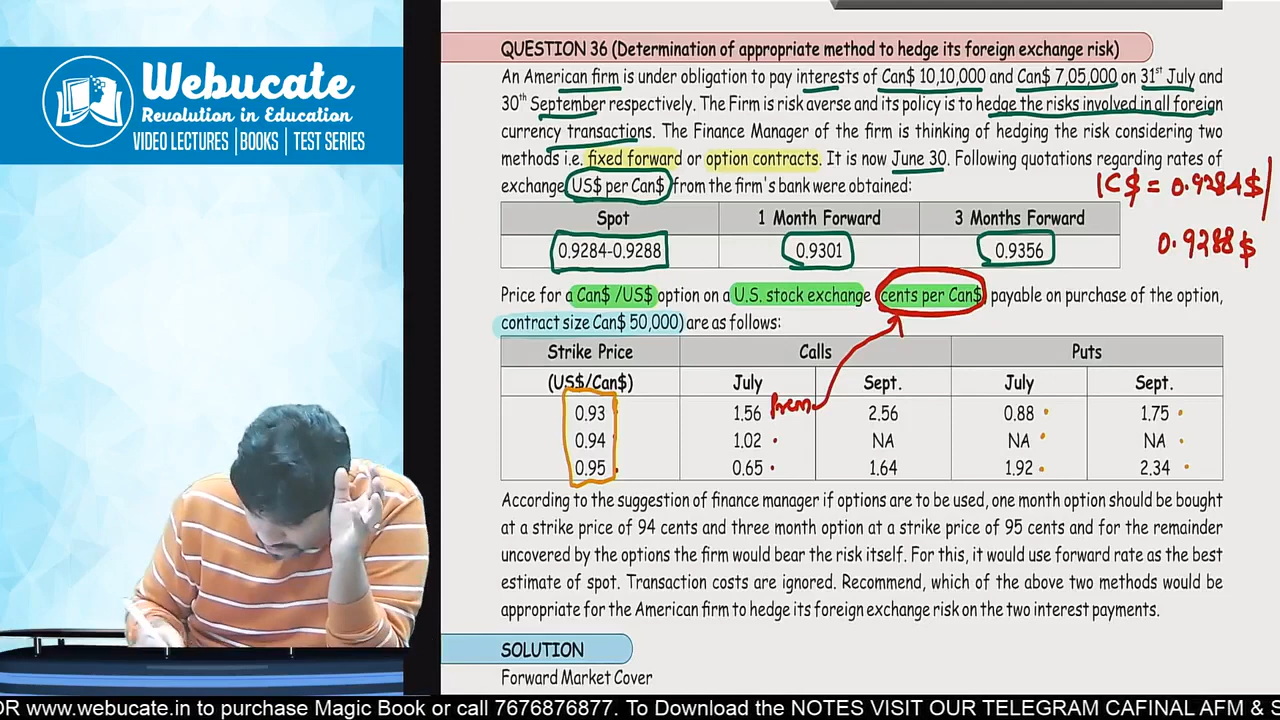 Webucate
Revolution in Education
VIDEO LECTURES | BOOKS | TEST SERIES
QUESTION 36 (Determination of appropriate method to hedge its foreign exchange risk)
An American firm is under obligation to pay interests of Can$ 10,10,000 and Can$ 7,05,000 on 31st July and
30th September respectively. The Firm is risk averse and its policy is to hedge the risks involved in all foreign
currency transactions. The Finance Manager of the firm is thinking of hedging the risk considering two
methods i.e. fixed forward or option contracts. It is now June 30. Following quotations regarding rates of
exchange US$ per Can$ from the firm's bank were obtained:
1C$ = 0.9284$ |
0.9288 $
Spot 1 Month Forward 3 Months Forward
0.9284-0.9288 0.9301 0.9356
Price for a Can$ /US$ option on a U.S. stock exchange (cents per Can$, payable on purchase of the option,
contract size Can$ 50,000) are as follows:
Strike Price Calls Puts
(US$/Can$) July Sept. July Sept.
0.93 1.56 Prem 2.56 0.88 1.75
0.94 1.02 NA NA NA
0.95 0.65 1.64 1.92 2.34
According to the suggestion of finance manager if options are to be used, one month option should be bought
at a strike price of 94 cents and three month option at a strike price of 95 cents and for the remainder
uncovered by the options the firm would bear the risk itself. For this, it would use forward rate as the best
estimate of spot. Transaction costs are ignored. Recommend, which of the above two methods would be
appropriate for the American firm to hedge its foreign exchange risk on the two interest payments.
SOLUTION
Forward Market Cover
OR www.webucate.in to purchase Magic Book or call 7676876877. To Download the NOTES VISIT OUR TELEGRAM CAFINAL AFM & S